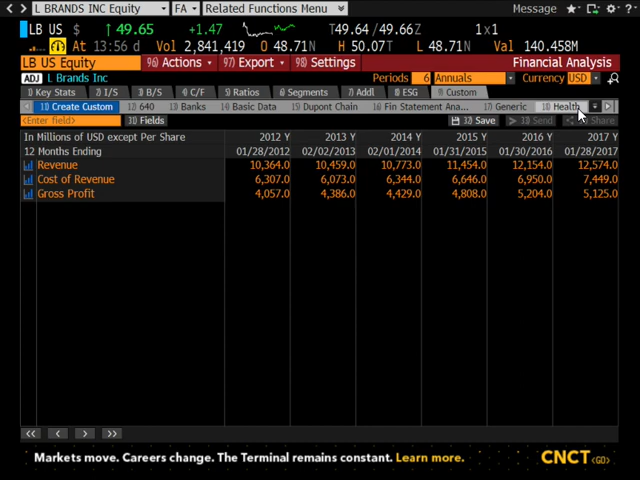 L BRANDS INC Equity FA Related Functions Menu Message
LB US $ ↑ 49.65 +1.47 T49.64 / 49.66Z 1x1
At 13:56 d Vol 2,841,419 O 48.71N H 50.07T L 48.71N Val 140.458M
LB US Equity 96) Actions 97) Export 98) Settings Financial Analysis
ADJ L Brands Inc Periods 6 Annuals Currency USD
1) Key Stats 2) I/S 3) B/S 4) C/F 5) Ratios 6) Segments 7) Addl 8) ESG 9) Custom
11) Create Custom 12) 640 13) Banks 14) Basic Data 15) Dupont Chain 16) Fin Statement Ana... 17) Generic 18) Health
<Enter Field> 31) Fields 32) Save 33) Send Share
In Millions of USD except Per Share 2012 Y 2013 Y 2014 Y 2015 Y 2016 Y 2017 Y
12 Months Ending 01/28/2012 02/02/2013 02/01/2014 01/31/2015 01/30/2016 01/28/2017
Revenue 10,364.0 10,459.0 10,773.0 11,454.0 12,154.0 12,574.0
Cost of Revenue 6,307.0 6,073.0 6,344.0 6,646.0 6,950.0 7,449.0
Gross Profit 4,057.0 4,386.0 4,429.0 4,808.0 5,204.0 5,125.0
Markets move. Careers change. The Terminal remains constant. Learn more. CNCT <GO>